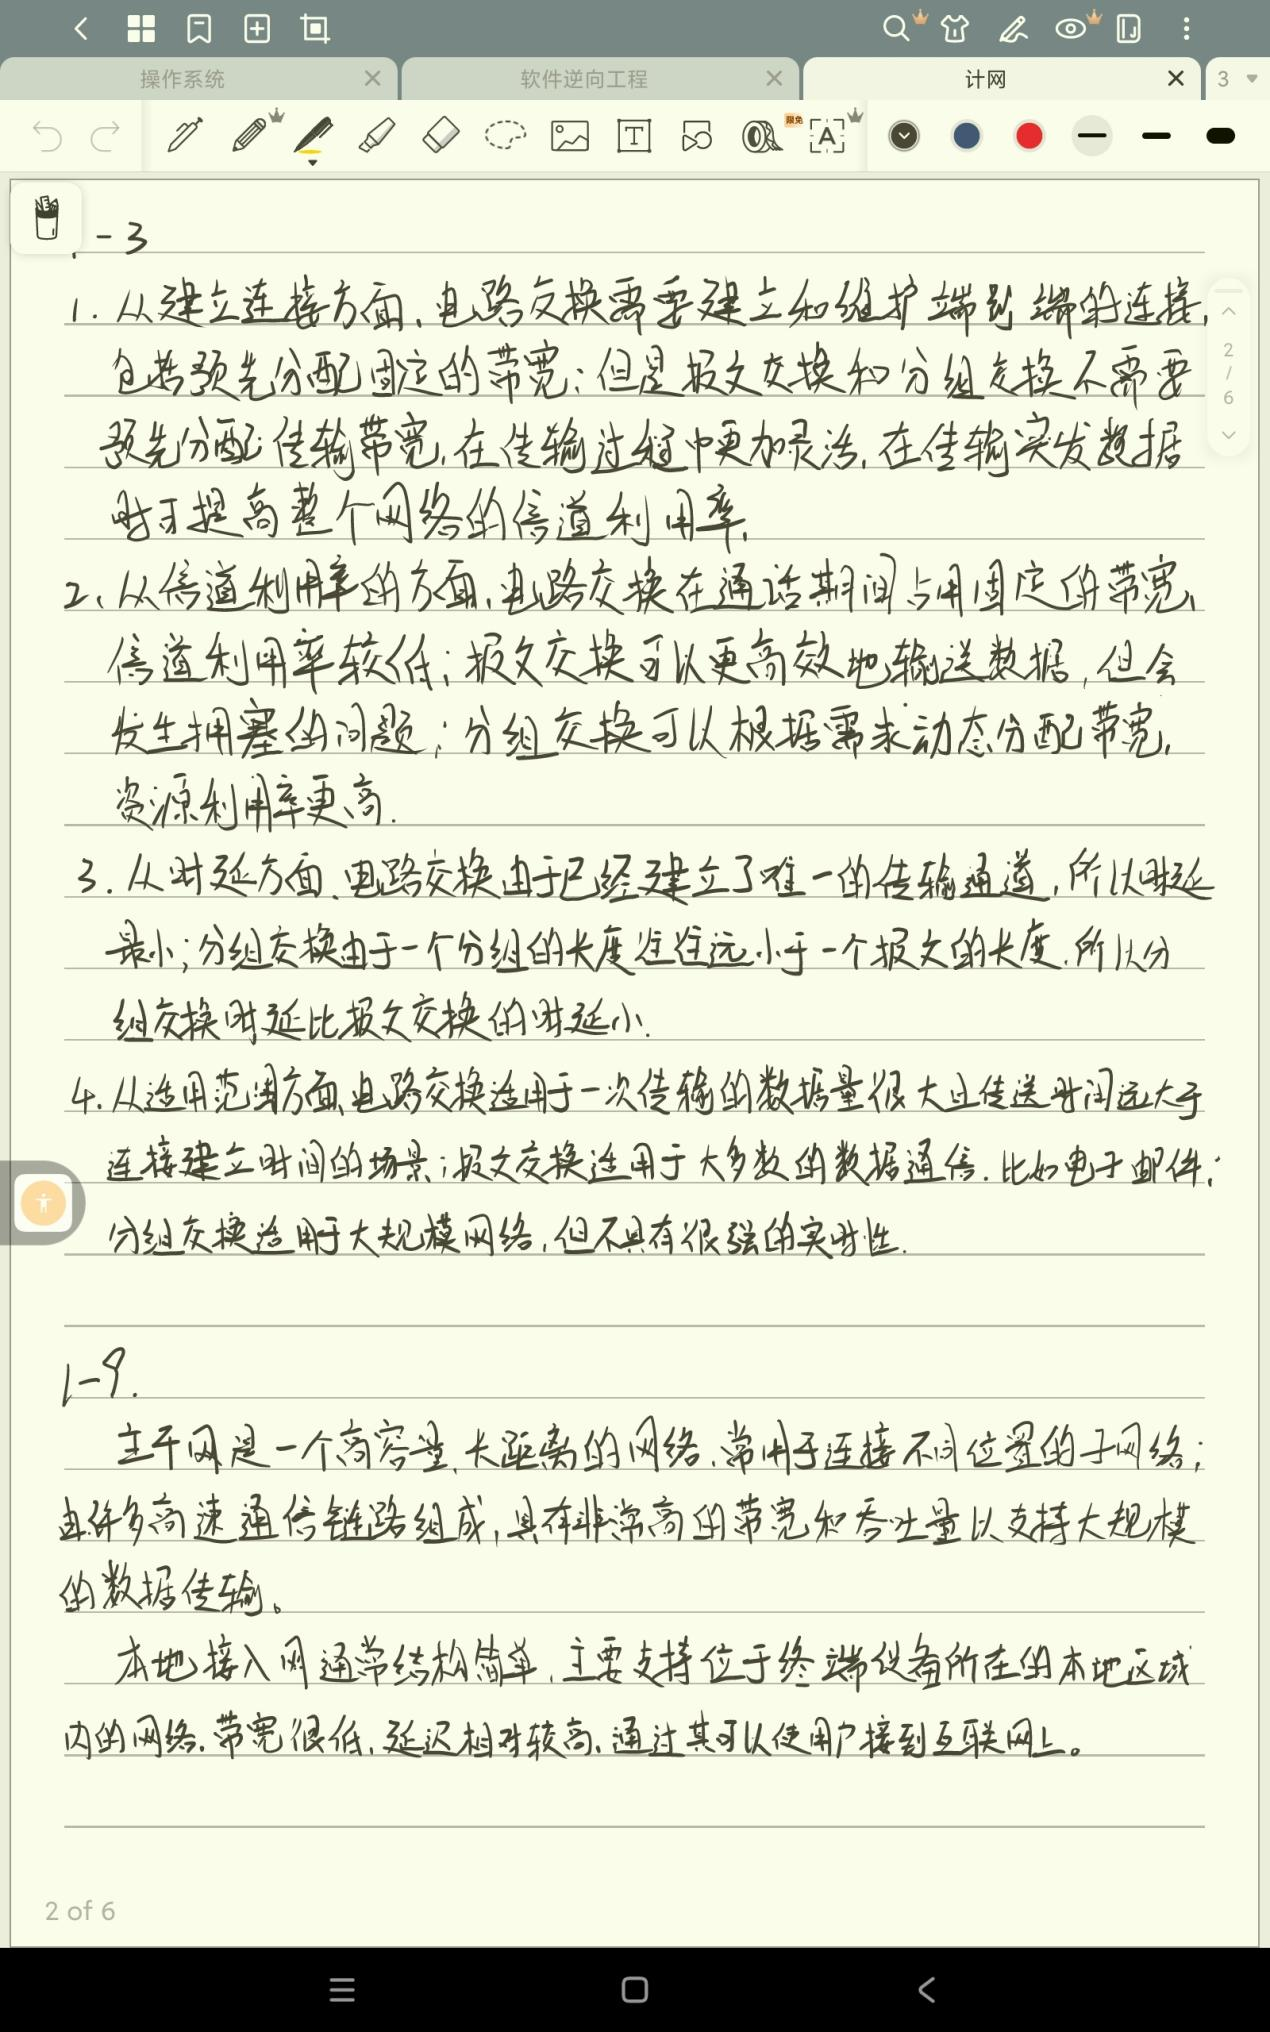 操作系统
软件逆向工程
计网
3
限免
T
A
-3
1. 从建立连接方面、电路交换需要建立和维护端到端的连接,
包括预先分配固定的带宽;但是报文交换和分组交换不需要
预先分配传输带宽,在传输过程中更加灵活,在传输突发数据
时可提高整个网络的信道利用率.
2、从信道利用率的方面、电路交换在通话期间占用固定的带宽、
信道利用率较低;报文交换可以更高效地输送数据,但会
发生拥塞的问题;分组交换可以根据需求动态分配带宽,
资源利用率更高.
3. 从时延方面、电路交换由于已经建立了唯一的传输通道,所以时延
最小;分组交换由于一个分组的长度往往远小于一个报文的长度,所以分
组交换时延比报文交换的时延小.
4. 从适用范围方面、电路交换适用于一次传输的数据量很大且传送时间远大于
连接建立时间的场景;报文交换适用于大多数的数据通信.比如电子邮件;
分组交换适用于大规模网络,但不具有很强的实时性.
1-9.
主干网是一个高容量、长距离的网络,常用于连接不同位置的子网络;
由许多高速通信链路组成,具有非常高的带宽和吞吐量以支持大规模
的数据传输。
本地接入网通常结构简单,主要支持位于终端设备所在的本地区域
内的网络.带宽很低,延迟相对较高,通过其可以使用户接到互联网上。
2
/
6
2 of 6